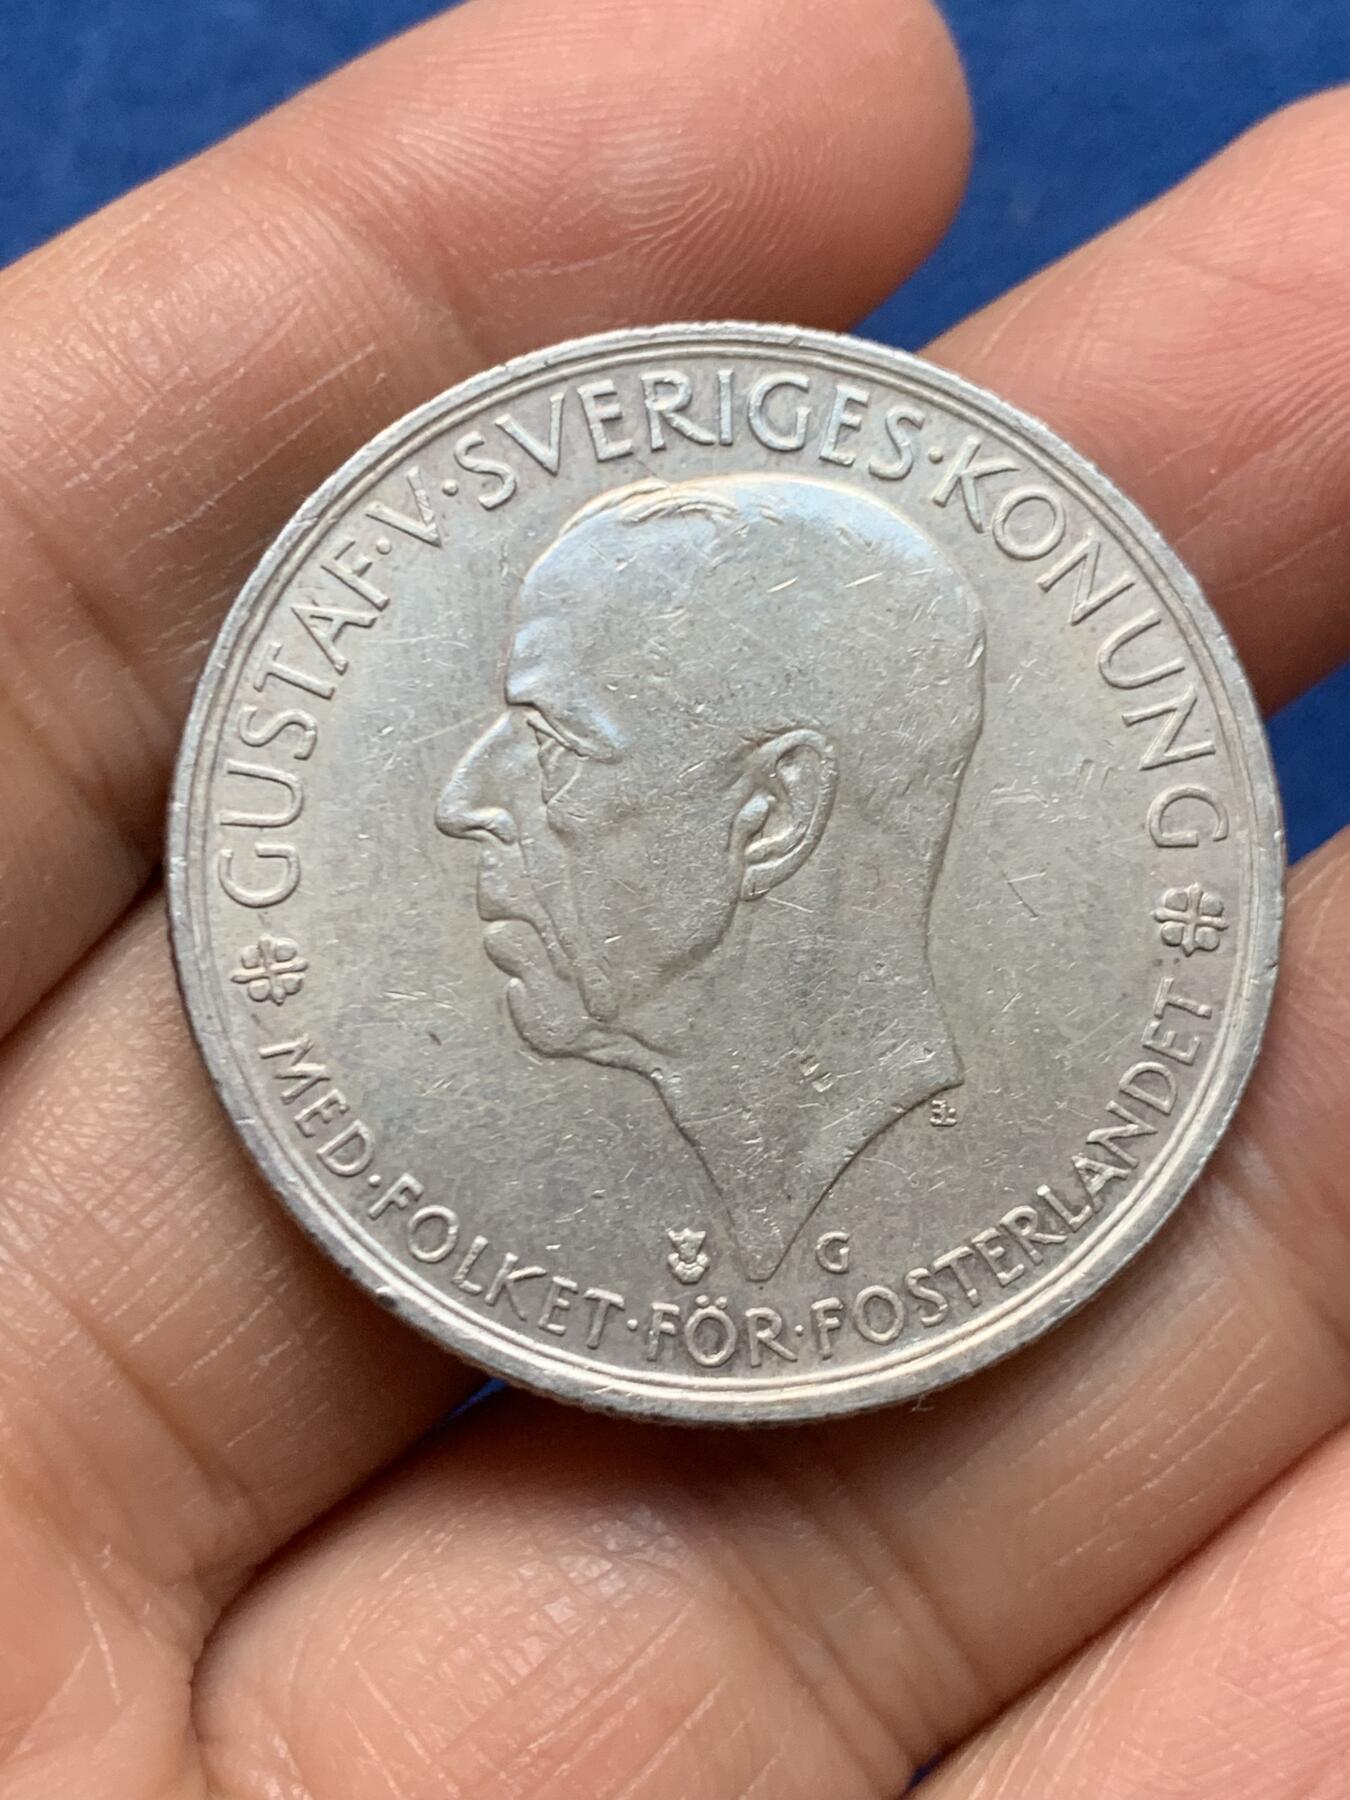 GUSTAF·V·SVERIGES·KONUNG
MED·FOLKET·FÖR·FOSTERLANDET
G